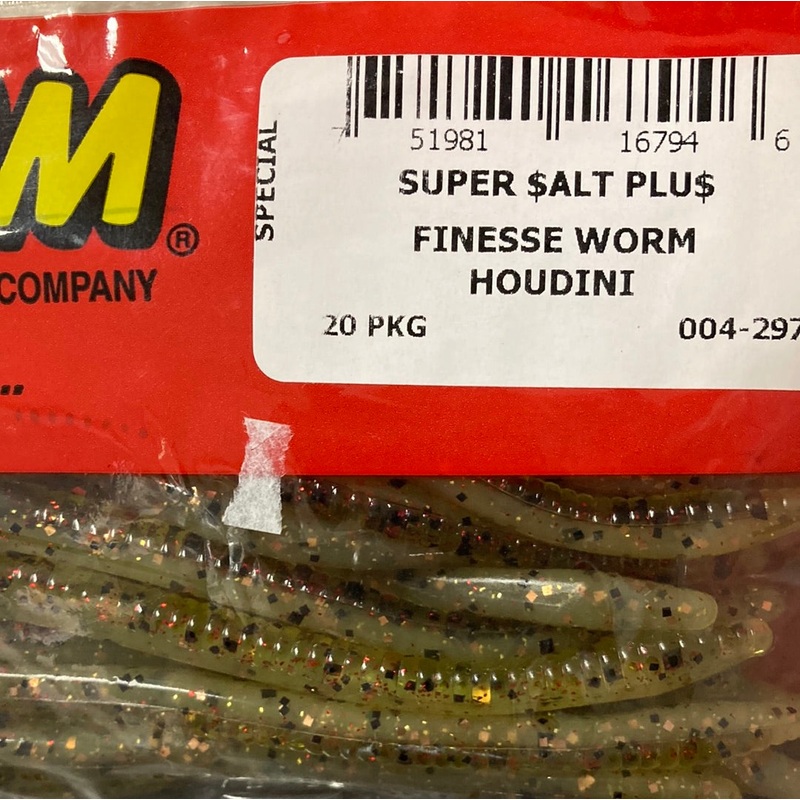 M®
COMPANY
SPECIAL
51981 16794 6
SUPER $ALT PLU$
FINESSE WORM
HOUDINI
20 PKG 004-297